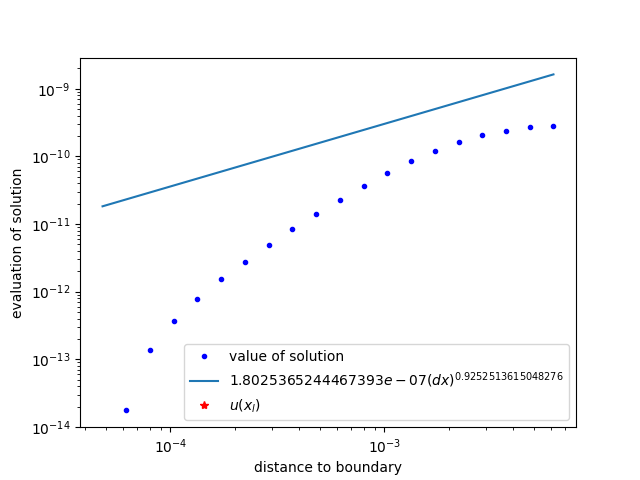 10⁻⁹
10⁻¹⁰
10⁻¹¹
10⁻¹²
10⁻¹³
10⁻¹⁴
evaluation of solution
value of solution
1.8025365244467393e − 07(dx)^0.9252513615048276
u(x_l)
10⁻⁴ 10⁻³
distance to boundary